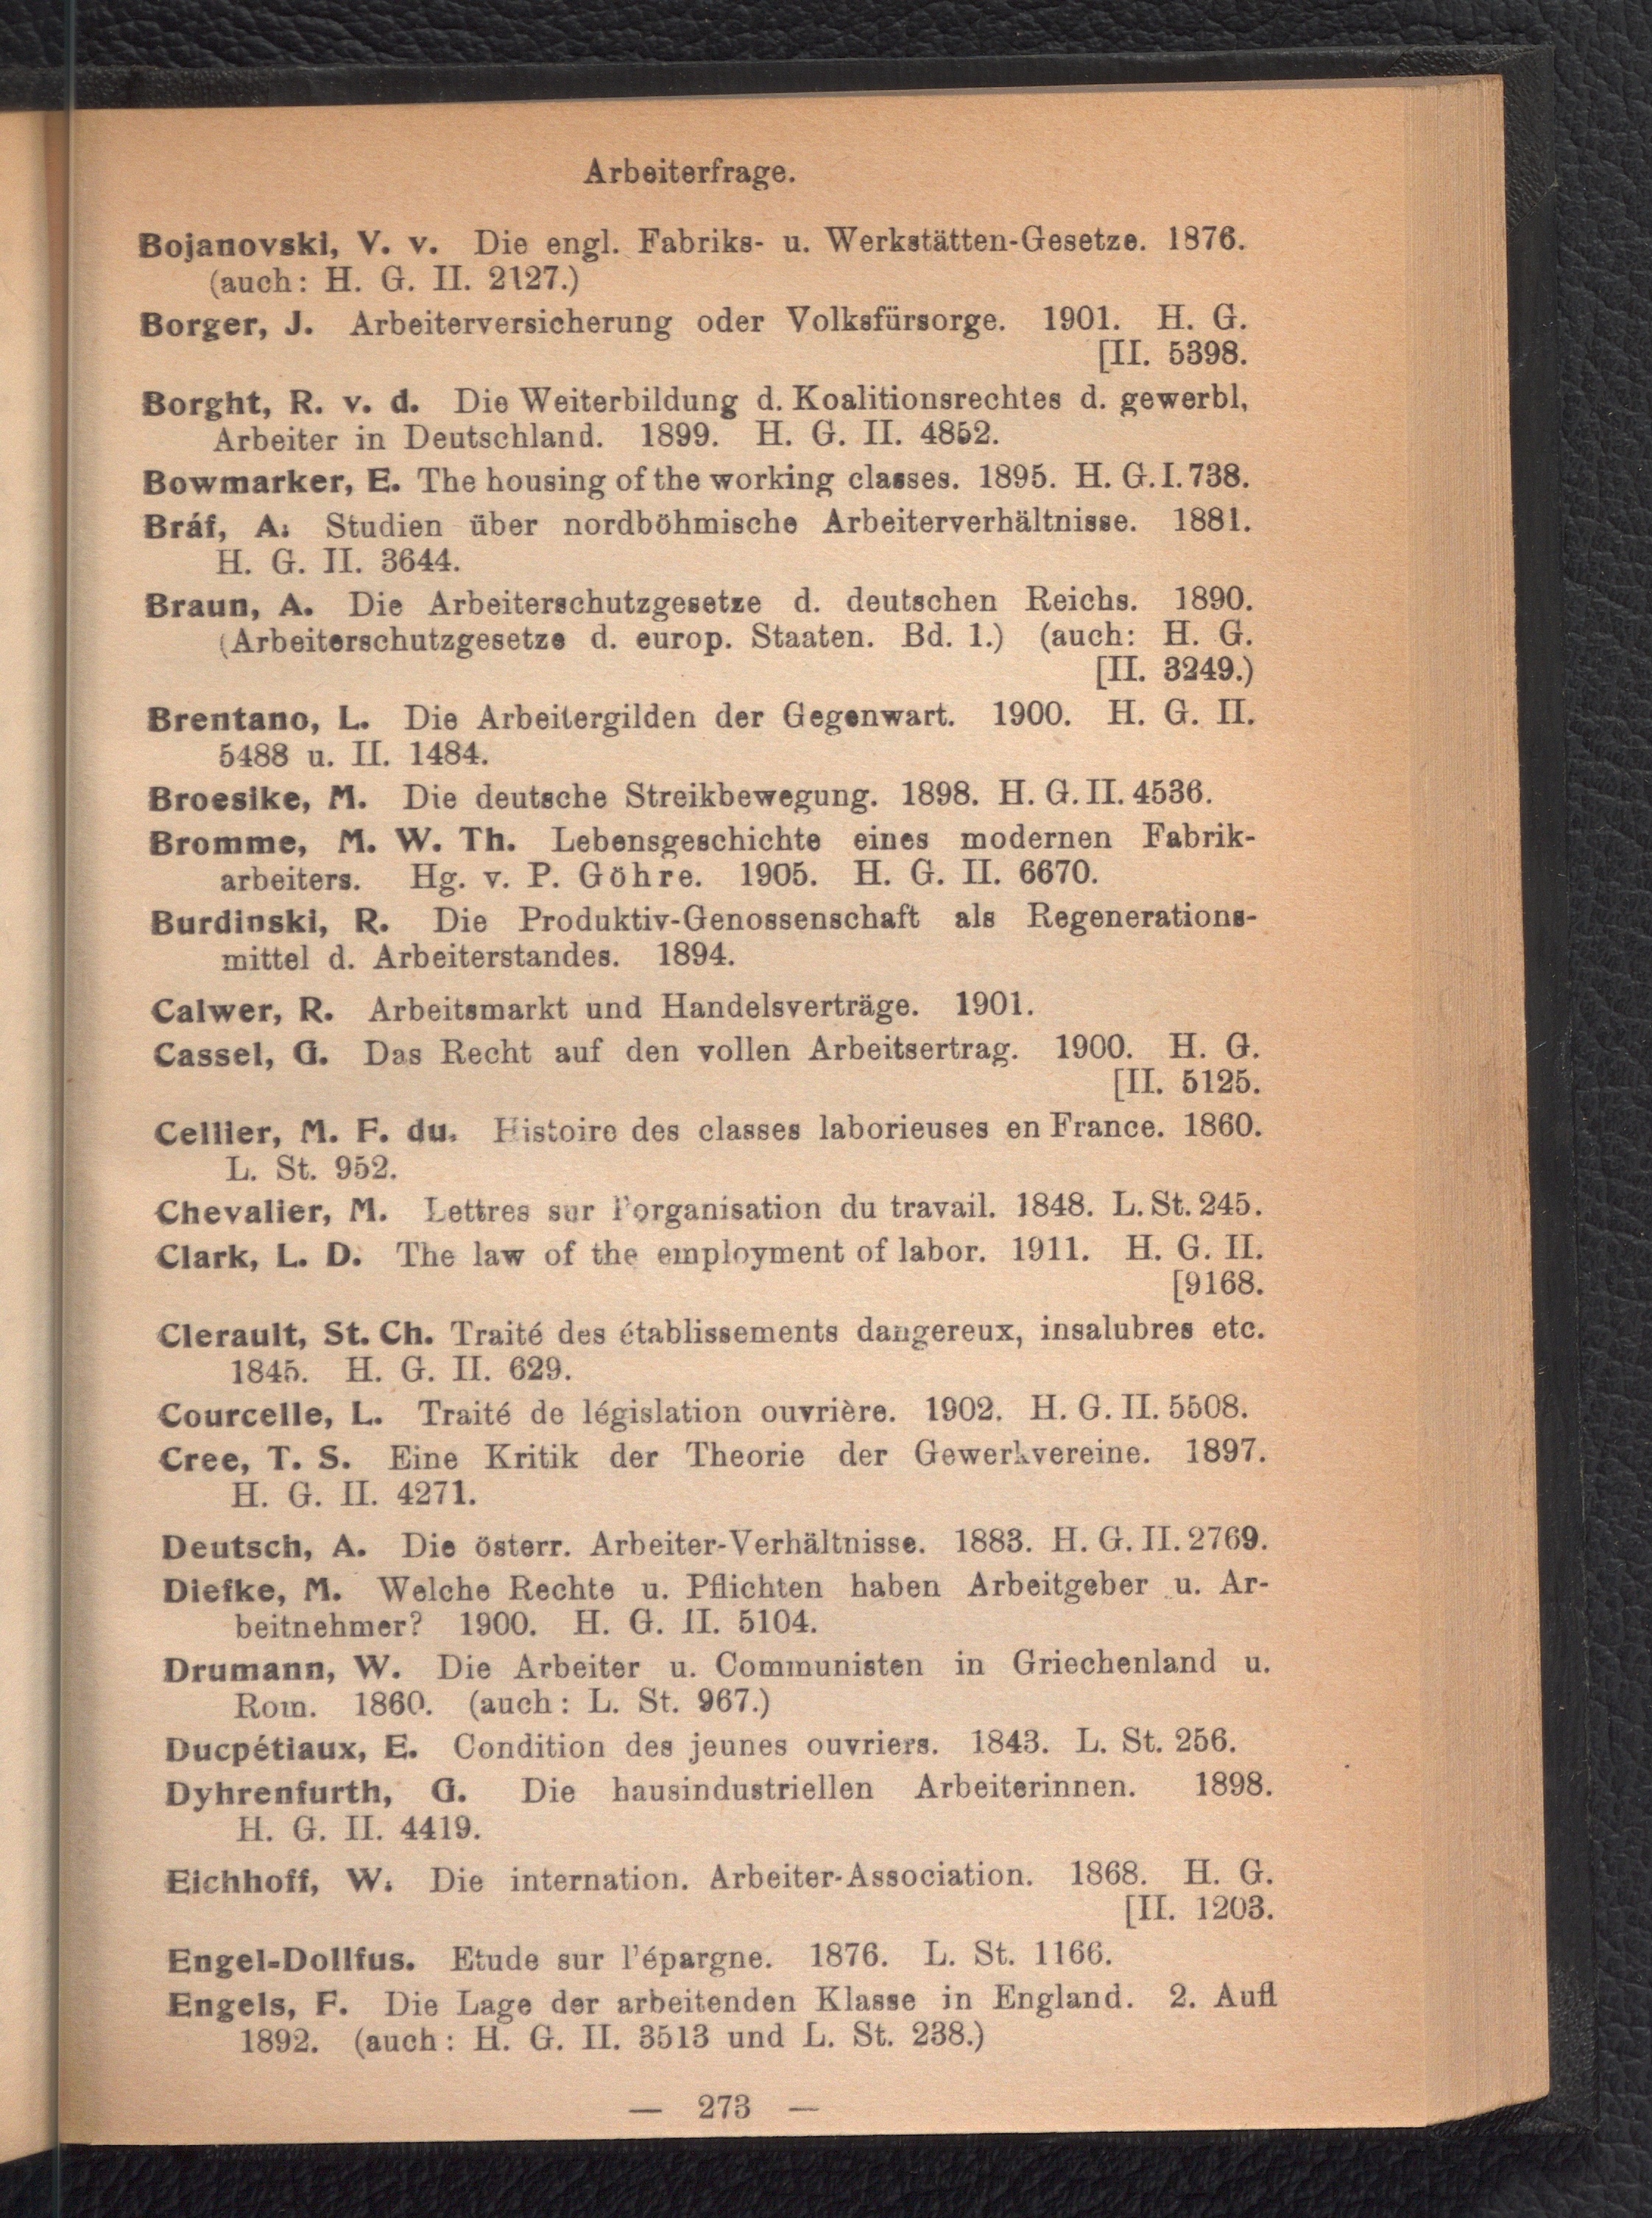 Arbeiterfrage.
Bojanovski, V. v. Die engl. Fabriks- u. Werkstätten-Gesetze. 1876.
(auch: H. G. II. 2127.)
Borger, J. Arbeiterversicherung oder Volksfürsorge. 1901. H. G.
[II. 5398.
Borght, R. v. d. Die Weiterbildung d. Koalitionsrechtes d. gewerbl,
Arbeiter in Deutschland. 1899. H. G. II. 4852.
Bowmarker, E. The housing of the working classes. 1895. H. G. I. 738.
Bráf, A. Studien über nordböhmische Arbeiterverhältnisse. 1881.
H. G. II. 3644.
Braun, A. Die Arbeiterschutzgesetze d. deutschen Reichs. 1890.
(Arbeiterschutzgesetze d. europ. Staaten. Bd. 1.) (auch: H. G.
[II. 3249.)
Brentano, L. Die Arbeitergilden der Gegenwart. 1900. H. G. II.
5488 u. II. 1484.
Broesike, M. Die deutsche Streikbewegung. 1898. H. G. II. 4536.
Bromme, M. W. Th. Lebensgeschichte eines modernen Fabrik-
arbeiters. Hg. v. P. Göhre. 1905. H. G. II. 6670.
Burdinski, R. Die Produktiv-Genossenschaft als Regenerations-
mittel d. Arbeiterstandes. 1894.
Calwer, R. Arbeitsmarkt und Handelsverträge. 1901.
Cassel, G. Das Recht auf den vollen Arbeitsertrag. 1900. H. G.
[II. 5125.
Cellier, M. F. du. Histoire des classes laborieuses en France. 1860.
L. St. 952.
Chevalier, M. Lettres sur l'organisation du travail. 1848. L. St. 245.
Clark, L. D. The law of the employment of labor. 1911. H. G. II.
[9168.
Clerault, St. Ch. Traité des établissements dangereux, insalubres etc.
1845. H. G. II. 629.
Courcelle, L. Traité de législation ouvrière. 1902. H. G. II. 5508.
Cree, T. S. Eine Kritik der Theorie der Gewerkvereine. 1897.
H. G. II. 4271.
Deutsch, A. Die österr. Arbeiter-Verhältnisse. 1883. H. G. II. 2769.
Diefke, M. Welche Rechte u. Pflichten haben Arbeitgeber u. Ar-
beitnehmer? 1900. H. G. II. 5104.
Drumann, W. Die Arbeiter u. Communisten in Griechenland u.
Rom. 1860. (auch: L. St. 967.)
Ducpétiaux, E. Condition des jeunes ouvriers. 1843. L. St. 256.
Dyhrenfurth, G. Die hausindustriellen Arbeiterinnen. 1898.
H. G. II. 4419.
Eichhoff, W. Die internation. Arbeiter-Association. 1868. H. G.
[II. 1203.
Engel-Dollfus. Etude sur l'épargne. 1876. L. St. 1166.
Engels, F. Die Lage der arbeitenden Klasse in England. 2. Aufl
1892. (auch: H. G. II. 3513 und L. St. 238.)
— 273 —